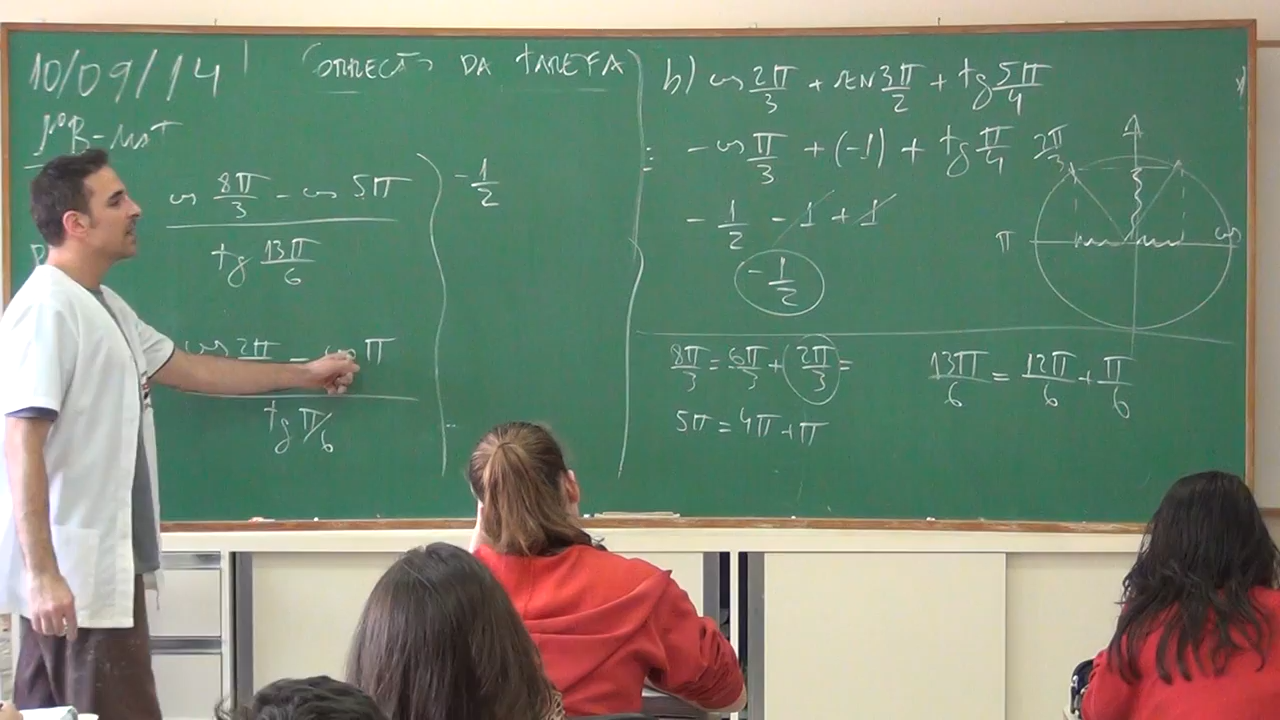 10/09/14
CORREÇÃO DA TAREFA
1ºB - MAT
cos 8π/3 - cos 5π
tg 13π/6
cos 2π/3 - cos π
tg π/6
-1/2
b) cos 2π/3 + SEN 3π/2 + tg 5π/4
= - cos π/3 + (-1) + tg π/4
- 1/2 - 1 + 1
-1/2
2π/3
π
cos
8π/3 = 6π/3 + 2π/3 =
5π = 4π + π
13π/6 = 12π/6 + π/6